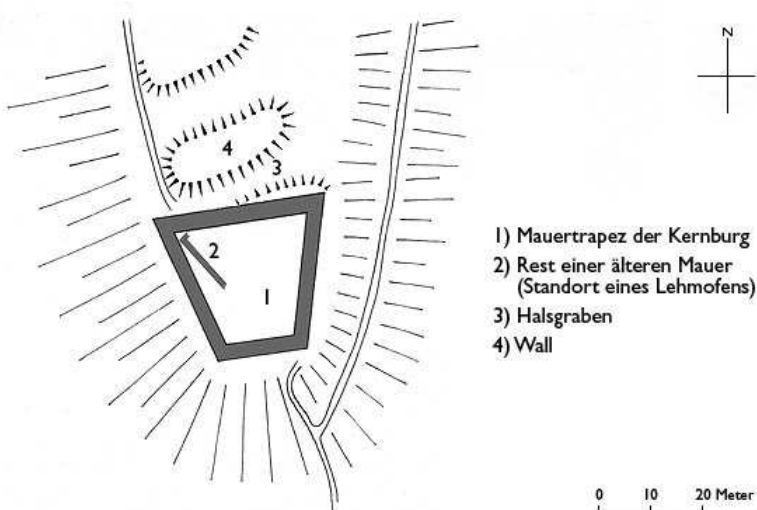 N
4
3
2
1
1) Mauertrapez der Kernburg
2) Rest einer älteren Mauer
(Standort eines Lehmofens)
3) Halsgraben
4) Wall
0 10 20 Meter